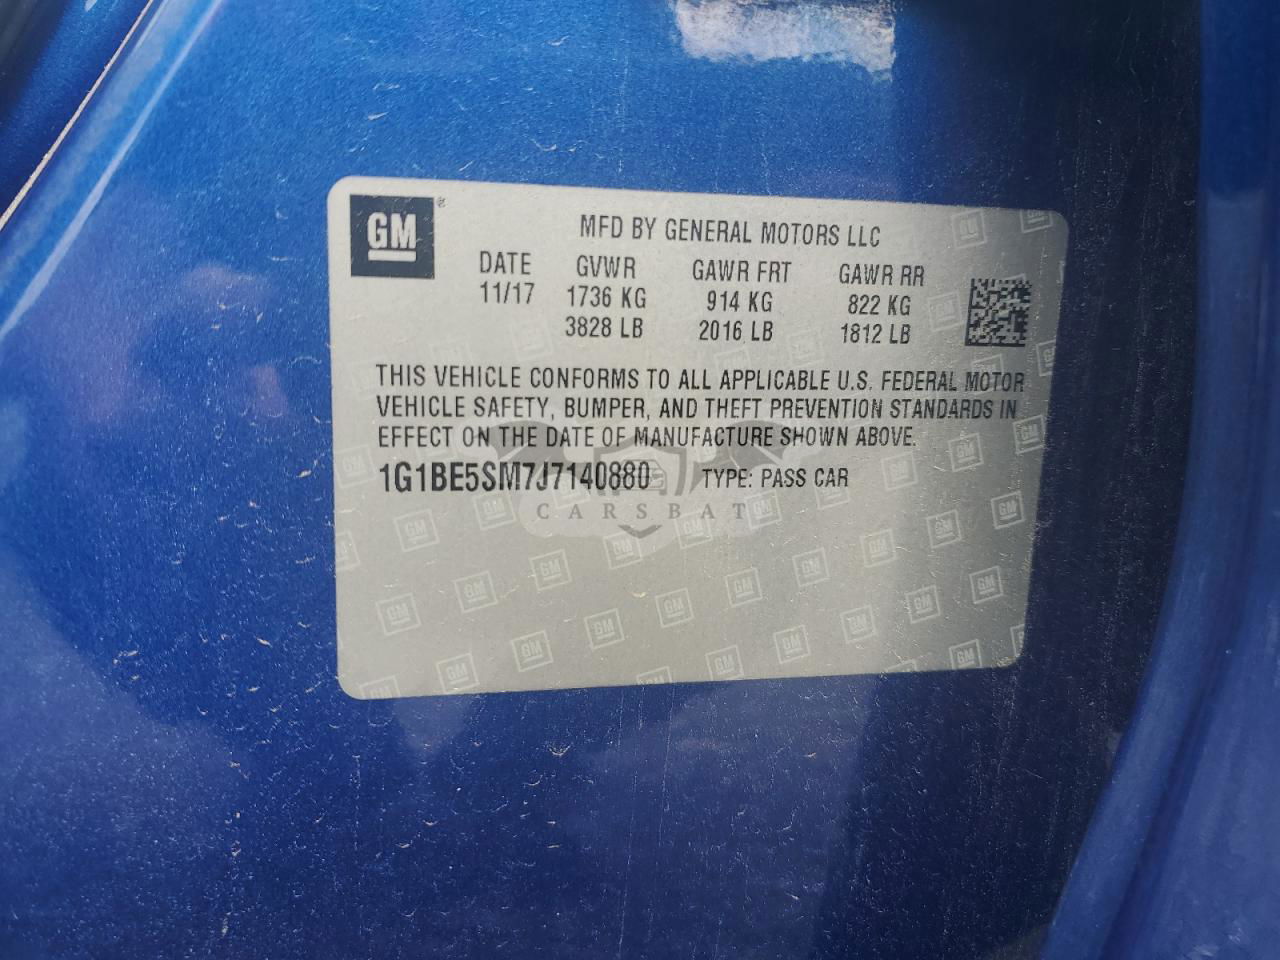 GM
MFD BY GENERAL MOTORS LLC
DATE GVWR GAWR FRT GAWR RR
11/17 1736 KG 914 KG 822 KG
3828 LB 2016 LB 1812 LB
THIS VEHICLE CONFORMS TO ALL APPLICABLE U.S. FEDERAL MOTOR
VEHICLE SAFETY, BUMPER, AND THEFT PREVENTION STANDARDS IN
EFFECT ON THE DATE OF MANUFACTURE SHOWN ABOVE.
1G1BE5SM7J7140880 TYPE: PASS CAR
CARSBAT